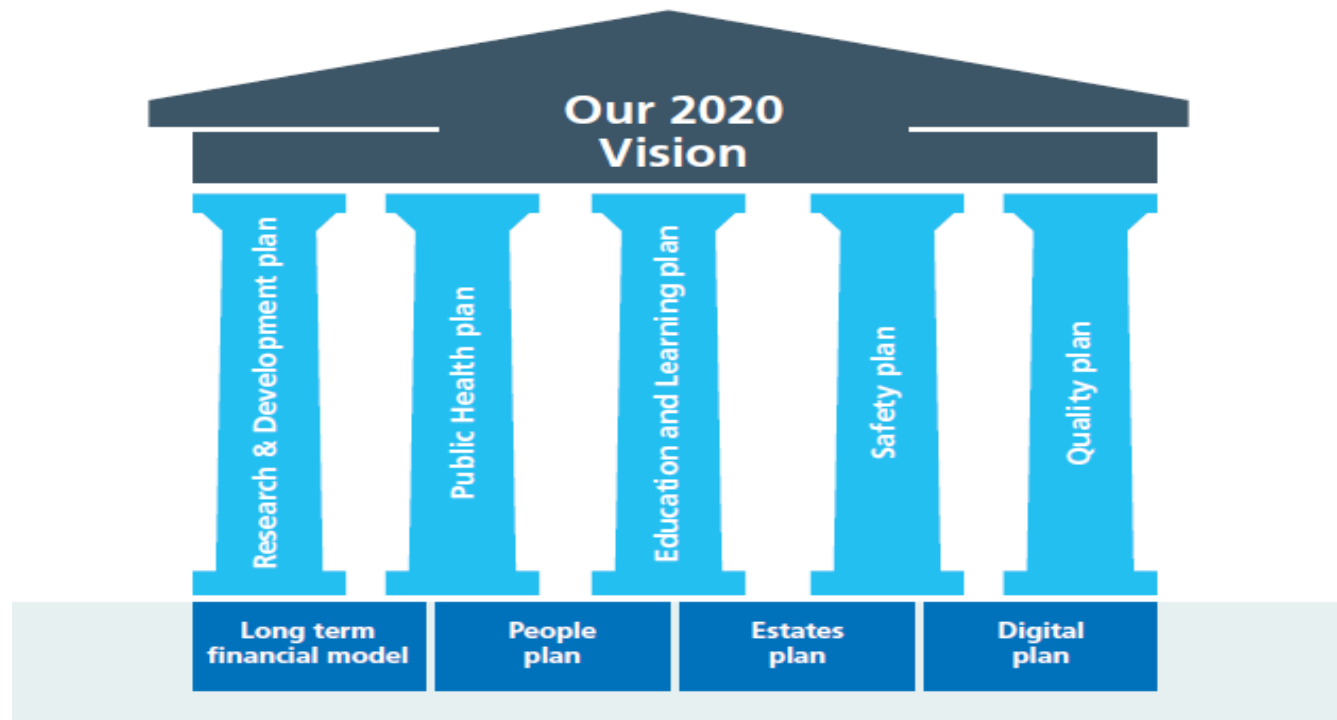 Our 2020
Vision
Research & Development plan
Public Health plan
Education and Learning plan
Safety plan
Quality plan
Long term
financial model
People
plan
Estates
plan
Digital
plan